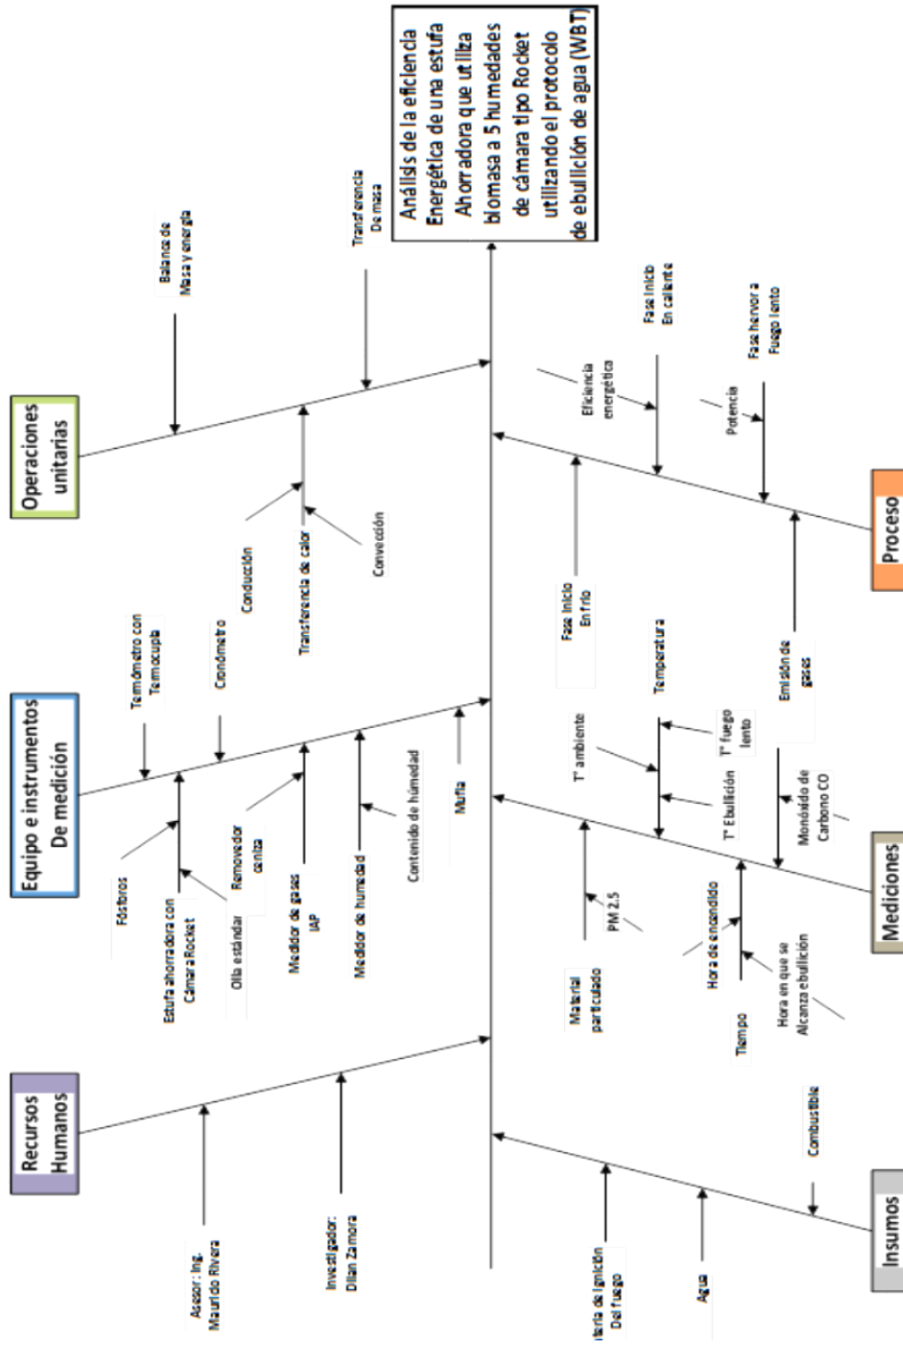 Recursos
Humanos
Equipo e instrumentos
De medición
Operaciones
unitarias
Asesor: Ing.
Mauricio Rivera
Investigador:
Dilan Zamora
Termómetro con
Termocupla
Fósforos
Estufa ahorradora con
Cámara Rocket
Cronómetro
Olla estándar
Removedor
ceniza
Medidor de gases
IAP
Medidor de humedad
Contenido de húmedad
Mufla
Balance de
Masa y energía
Conducción
Transferencia de calor
Convección
Transferencia
De masa
Análisis de la eficiencia
Energética de una estufa
Ahorradora que utiliza
biomasa a 5 humedades
de cámara tipo Rocket
utilizando el protocolo
de ebullición de agua (WBT)
teria de ignición
Del fuego
Agua
Combustible
Material
particulado
PM 2.5
T° ambiente
Temperatura
T° Ebullición
T° fuego
lento
Hora de encendido
Tiempo
Hora en que se
Alcanza ebullición
Monóxido de
Carbono CO
Emisión de
gases
Fase Inicio
En frío
Eficiencia
energética
Fase Inicio
En caliente
Potencia
Fase hervor a
Fuego lento
Insumos
Mediciones
Proceso